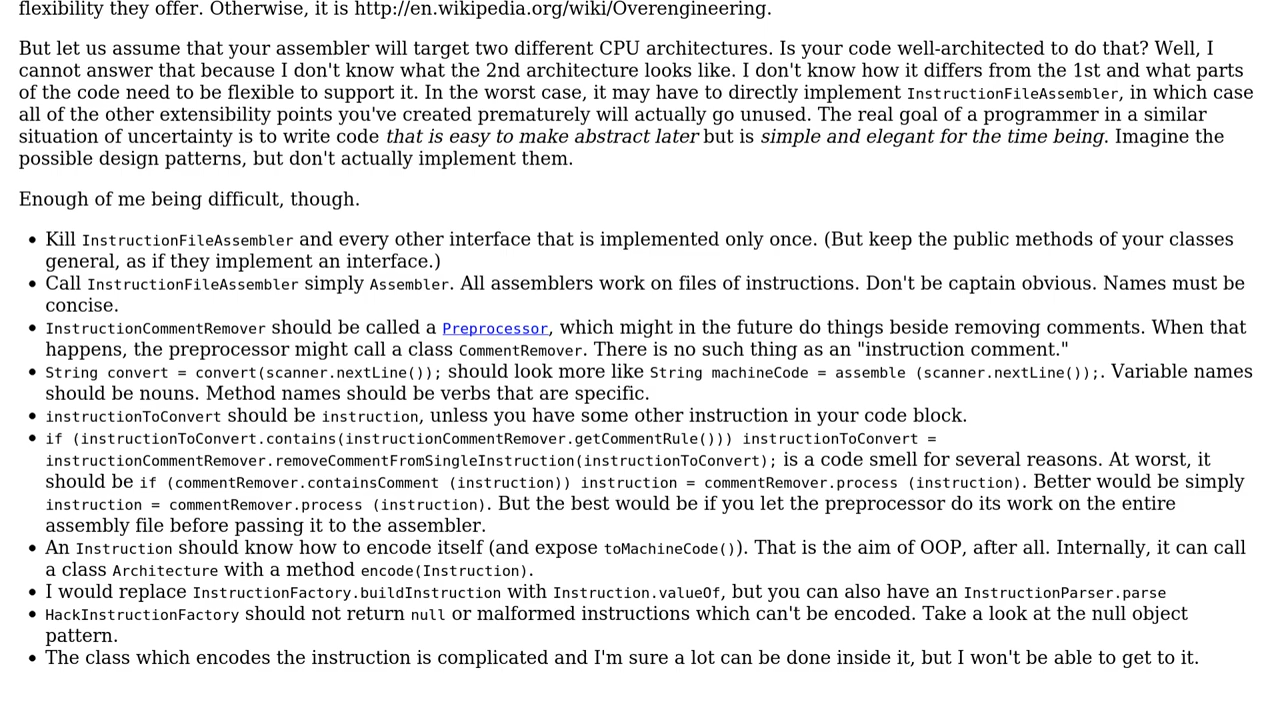 flexibility they offer. Otherwise, it is http://en.wikipedia.org/wiki/Overengineering.
But let us assume that your assembler will target two different CPU architectures. Is your code well-architected to do that? Well, I
cannot answer that because I don't know what the 2nd architecture looks like. I don't know how it differs from the 1st and what parts
of the code need to be flexible to support it. In the worst case, it may have to directly implement InstructionFileAssembler, in which case
all of the other extensibility points you've created prematurely will actually go unused. The real goal of a programmer in a similar
situation of uncertainty is to write code that is easy to make abstract later but is simple and elegant for the time being. Imagine the
possible design patterns, but don't actually implement them.
Enough of me being difficult, though.
• Kill InstructionFileAssembler and every other interface that is implemented only once. (But keep the public methods of your classes
general, as if they implement an interface.)
• Call InstructionFileAssembler simply Assembler. All assemblers work on files of instructions. Don't be captain obvious. Names must be
concise.
• InstructionCommentRemover should be called a Preprocessor, which might in the future do things beside removing comments. When that
happens, the preprocessor might call a class CommentRemover. There is no such thing as an "instruction comment."
• String convert = convert(scanner.nextLine()); should look more like String machineCode = assemble (scanner.nextLine());. Variable names
should be nouns. Method names should be verbs that are specific.
• instructionToConvert should be instruction, unless you have some other instruction in your code block.
• if (instructionToConvert.contains(instructionCommentRemover.getCommentRule())) instructionToConvert =
instructionCommentRemover.removeCommentFromSingleInstruction(instructionToConvert); is a code smell for several reasons. At worst, it
should be if (commentRemover.containsComment (instruction)) instruction = commentRemover.process (instruction). Better would be simply
instruction = commentRemover.process (instruction). But the best would be if you let the preprocessor do its work on the entire
assembly file before passing it to the assembler.
• An Instruction should know how to encode itself (and expose toMachineCode()). That is the aim of OOP, after all. Internally, it can call
a class Architecture with a method encode(Instruction).
• I would replace InstructionFactory.buildInstruction with Instruction.valueOf, but you can also have an InstructionParser.parse
• HackInstructionFactory should not return null or malformed instructions which can't be encoded. Take a look at the null object
pattern.
• The class which encodes the instruction is complicated and I'm sure a lot can be done inside it, but I won't be able to get to it.